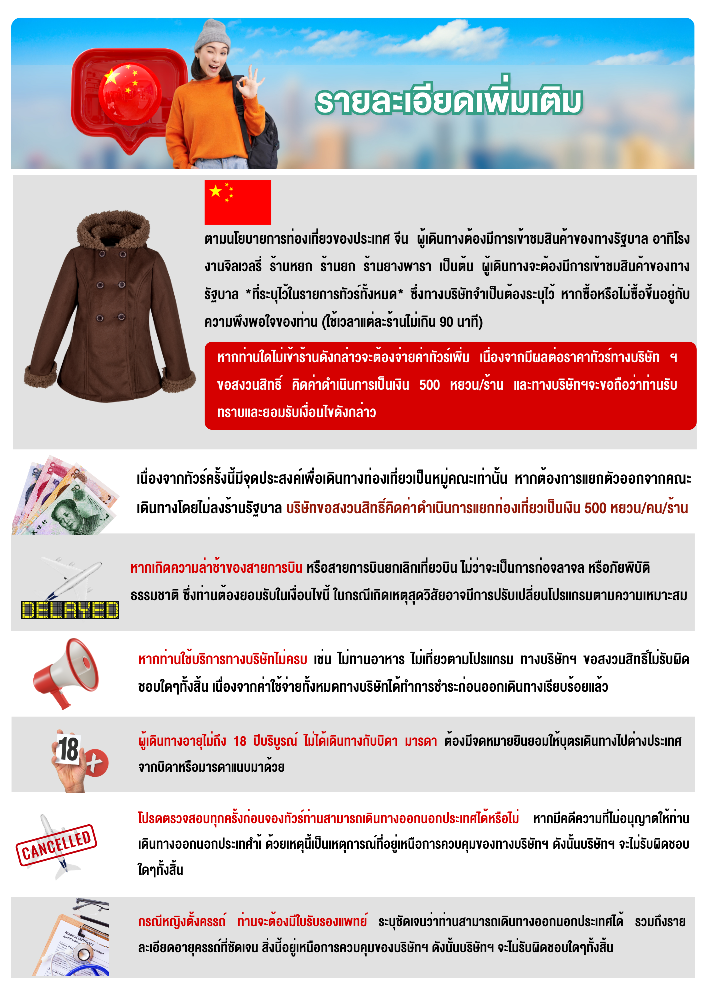 รายละเอียดเพิ่มเติม
ตามนโยบายการท่องเที่ยวของประเทศ จีน ผู้เดินทางต้องมีการเข้าชมสินค้าของทางรัฐบาล อาทิโรง
งานจิลเวลรี่ ร้านหยก ร้านยก ร้านยางพารา เป็นต้น ผู้เดินทางจะต้องมีการเข้าชมสินค้าของทาง
รัฐบาล *ที่ระบุไว้ในรายการทัวร์ทั้งหมด* ซึ่งทางบริษัทจำเป็นต้องระบุไว้ หากซื้อหรือไม่ซื้อขึ้นอยู่กับ
ความพึงพอใจของท่าน (ใช้เวลาแต่ละร้านไม่เกิน 90 นาที)
หากท่านใดไม่เข้าร้านดังกล่าวจะต้องจ่ายค่าทัวร์เพิ่ม เนื่องจากมีผลต่อราคาทัวร์ทางบริษัท ฯ
ขอสงวนสิทธิ์ คิดค่าดำเนินการเป็นเงิน 500 หยวน/ร้าน และทางบริษัทฯจะขอถือว่าท่านรับ
ทราบและยอมรับเงื่อนไขดังกล่าว
10
100
5
20
50
เนื่องจากทัวร์ครั้งนี้มีจุดประสงค์เพื่อเดินทางท่องเที่ยวเป็นหมู่คณะเท่านั้น หากต้องการแยกตัวออกจากคณะ
เดินทางโดยไม่ลงร้านรัฐบาล บริษัทขอสงวนสิทธิ์คิดค่าดำเนินการแยกท่องเที่ยวเป็นเงิน 500 หยวน/คน/ร้าน
DELAYED
หากเกิดความล่าช้าของสายการบิน หรือสายการบินยกเลิกเที่ยวบิน ไม่ว่าจะเป็นการก่อจลาจล หรือภัยพิบัติ
ธรรมชาติ ซึ่งท่านต้องยอมรับในเงื่อนไขนี้ ในกรณีเกิดเหตุสุดวิสัยอาจมีการปรับเปลี่ยนโปรแกรมตามความเหมาะสม
หากท่านใช้บริการทางบริษัทไม่ครบ เช่น ไม่ทานอาหาร ไม่เที่ยวตามโปรแกรม ทางบริษัทฯ ขอสงวนสิทธิ์ไม่รับผิด
ชอบใดๆทั้งสิ้น เนื่องจากค่าใช้จ่ายทั้งหมดทางบริษัทได้ทำการชำระก่อนออกเดินทางเรียบร้อยแล้ว
18
ผู้เดินทางอายุไม่ถึง 18 ปีบริบูรณ์ ไม่ได้เดินทางกับบิดา มารดา ต้องมีจดหมายยินยอมให้บุตรเดินทางไปต่างประเทศ
จากบิดาหรือมารดาแนบมาด้วย
CANCELLED
โปรดตรวจสอบทุกครั้งก่อนจองทัวร์ท่านสามารถเดินทางออกนอกประเทศได้หรือไม่ หากมีคดีความที่ไม่อนุญาตให้ท่าน
เดินทางออกนอกประเทศำเ้ ด้วยเหตุนี้เป็นเหตุการณ์ที่อยู่เหนือการควบคุมของทางบริษัทฯ ดังนั้นบริษัทฯ จะไม่รับผิดชอบ
ใดๆทั้งสิ้น
Medical certificate
กรณีหญิงตั้งครรถ์ ท่านจะต้องมีใบรับรองแพทย์ ระบุชัดเจนว่าท่านสามารถเดินทางออกนอกประเทศได้ รวมถึงราย
ละเอียดอายุครรถ์ที่ชัดเจน สิ่งนี้อยู่เหนือการควบคุมของบริษัทฯ ดังนั้นบริษัทฯ จะไม่รับผิดชอบใดๆทั้งสิ้น